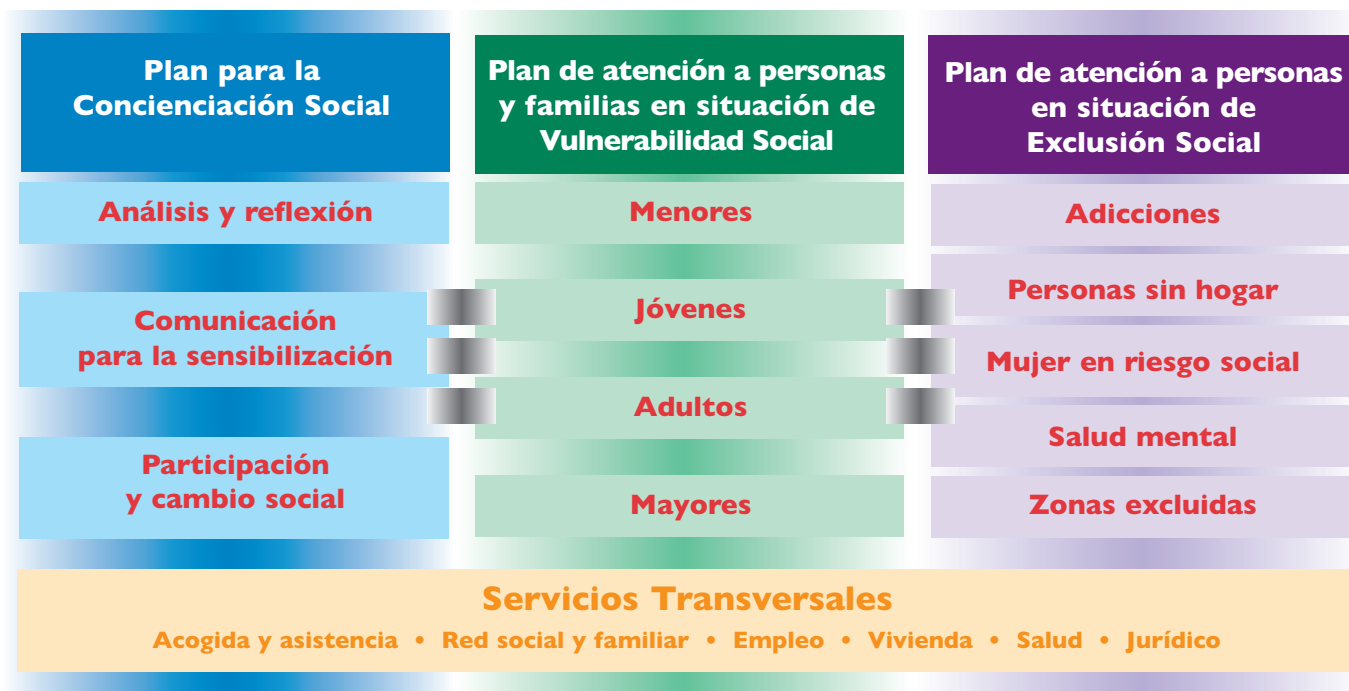 Plan para la
Concienciación Social
Análisis y reflexión
Comunicación
para la sensibilización
Participación
y cambio social
Plan de atención a personas
y familias en situación de
Vulnerabilidad Social
Menores
Jóvenes
Adultos
Mayores
Plan de atención a personas
en situación de
Exclusión Social
Adicciones
Personas sin hogar
Mujer en riesgo social
Salud mental
Zonas excluidas
Servicios Transversales
Acogida y asistencia • Red social y familiar • Empleo • Vivienda • Salud • Jurídico